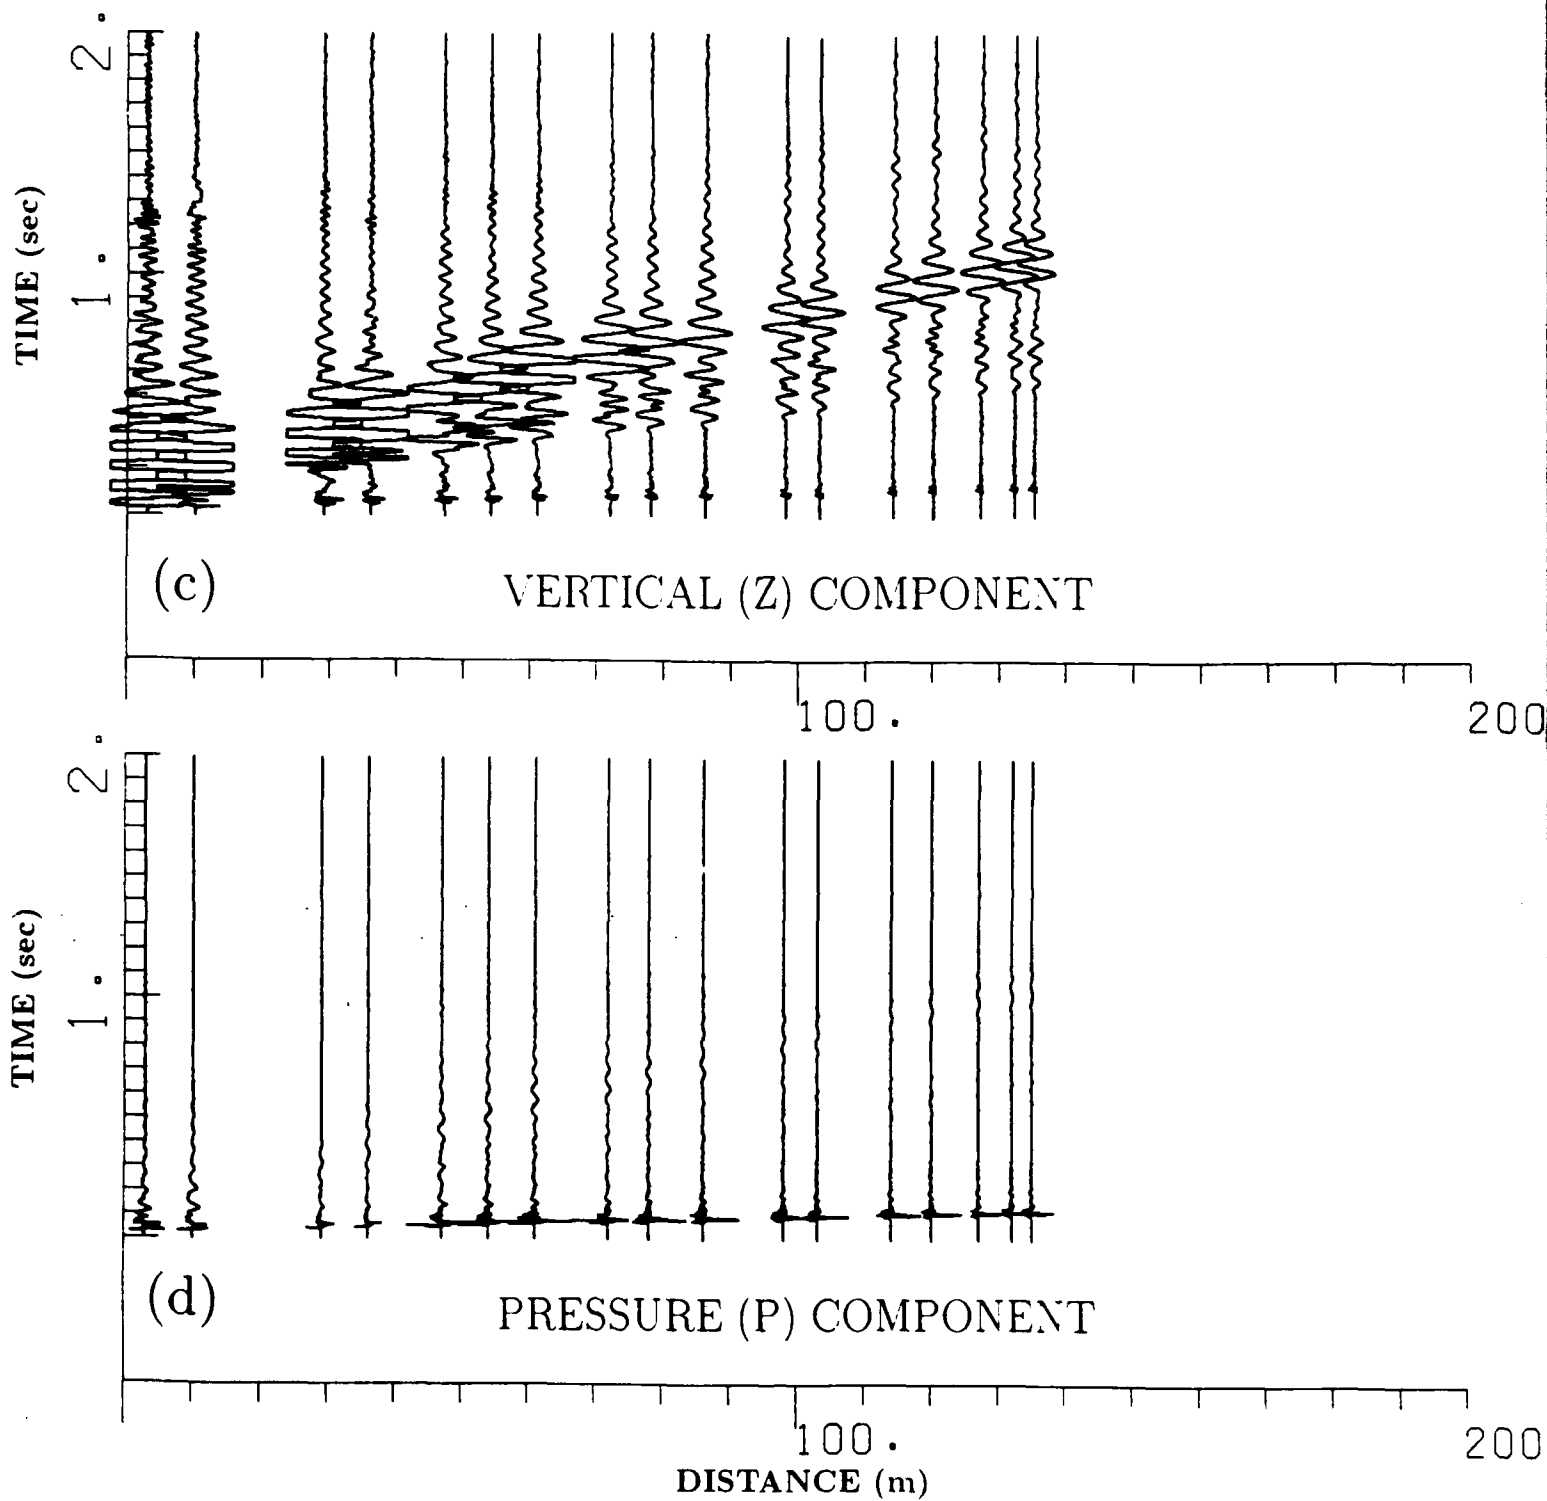 2.
TIME (sec)
1.
(c)
VERTICAL (Z) COMPONENT
100.
200
2.
TIME (sec)
1.
(d)
PRESSURE (P) COMPONENT
100.
200
DISTANCE (m)